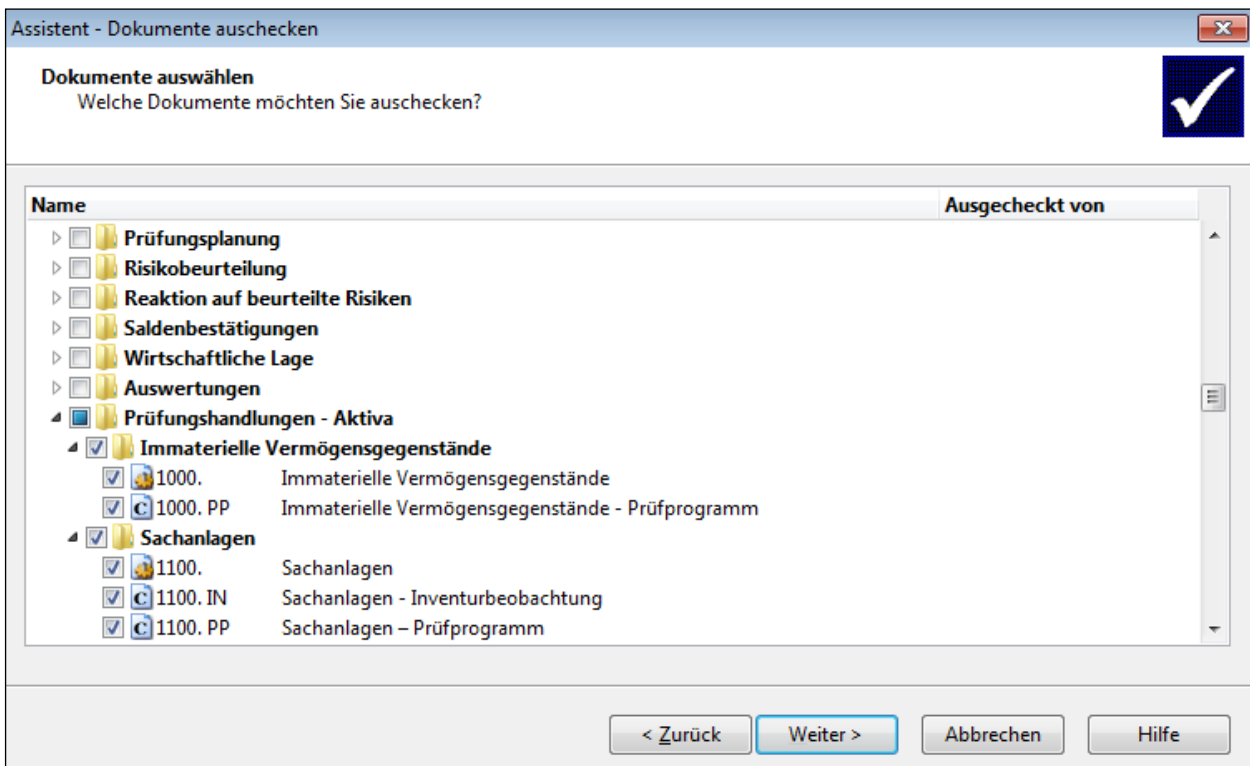 Assistent - Dokumente auschecken
Dokumente auswählen
Welche Dokumente möchten Sie auschecken?
Name Ausgecheckt von
Prüfungsplanung
Risikobeurteilung
Reaktion auf beurteilte Risiken
Saldenbestätigungen
Wirtschaftliche Lage
Auswertungen
Prüfungshandlungen - Aktiva
Immaterielle Vermögensgegenstände
1000. Immaterielle Vermögensgegenstände
1000. PP Immaterielle Vermögensgegenstände - Prüfprogramm
Sachanlagen
1100. Sachanlagen
1100. IN Sachanlagen - Inventurbeobachtung
1100. PP Sachanlagen – Prüfprogramm
< Zurück Weiter > Abbrechen Hilfe